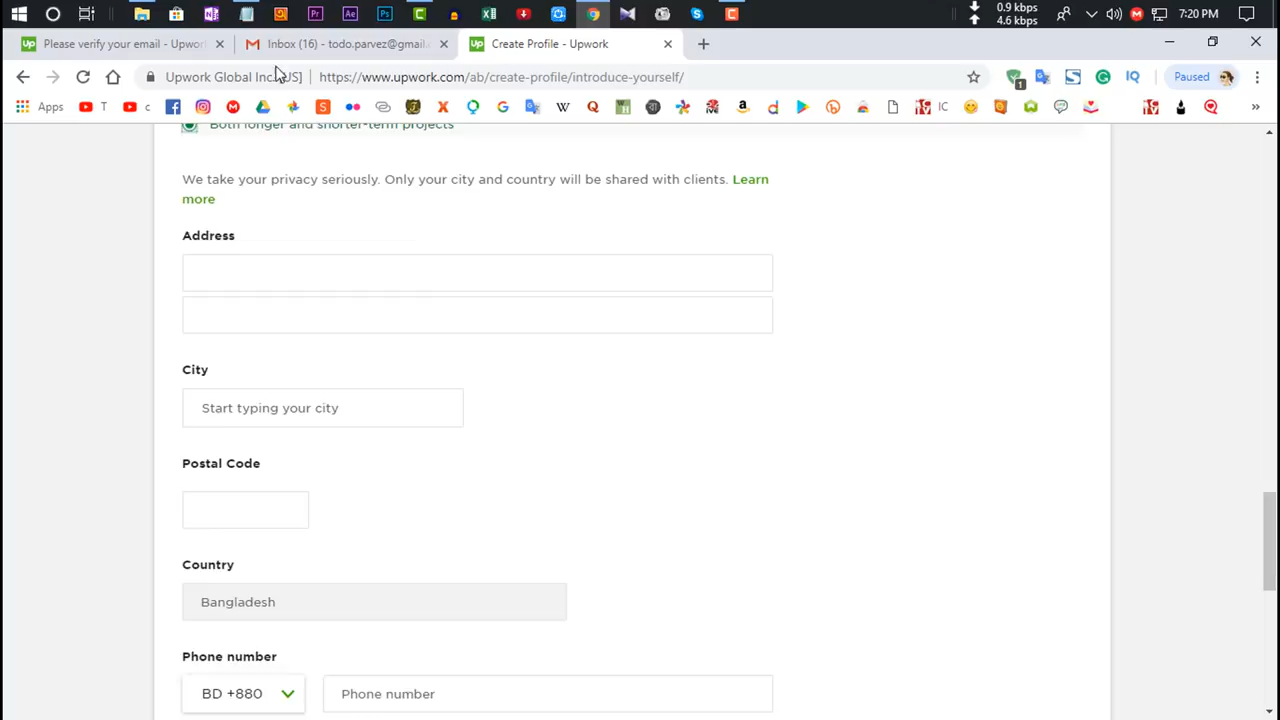 0.9 kbps
4.6 kbps
7:20 PM
Please verify your email - Upwor
Inbox (16) - todo.parvez@gmail.
Create Profile - Upwork
Upwork Global Inc. [US]
https://www.upwork.com/ab/create-profile/introduce-yourself/
Paused
Apps
T
c
IC
Both longer and shorter-term projects
We take your privacy seriously. Only your city and country will be shared with clients. Learn
more
Address
City
Start typing your city
Postal Code
Country
Bangladesh
Phone number
BD +880
Phone number